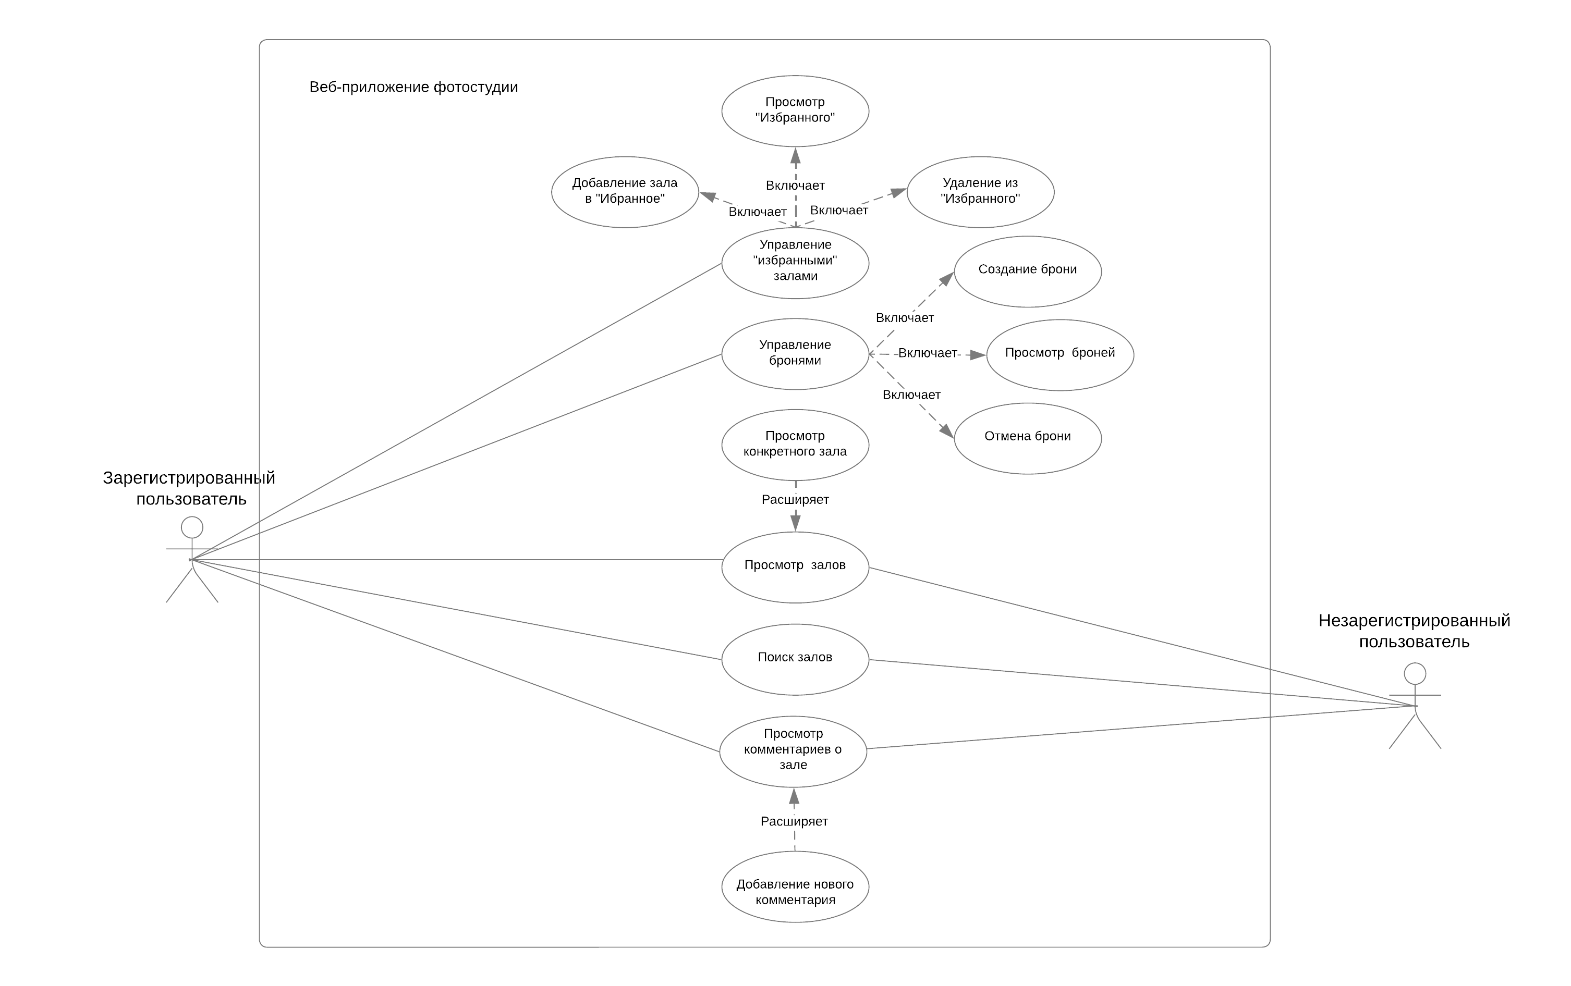 Веб-приложение фотостудии
Просмотр
"Избранного"
Добавление зала
в "Ибранное"
Включает
Удаление из
"Избранного"
Включает
Включает
Управление
"избранными"
залами
Создание брони
Включает
Управление
бронями
Включает
Просмотр  броней
Включает
Отмена брони
Просмотр
конкретного зала
Зарегистрированный
пользователь
Расширяет
Просмотр  залов
Незарегистрированный
пользователь
Поиск залов
Просмотр
комментариев о
зале
Расширяет
Добавление нового
комментария